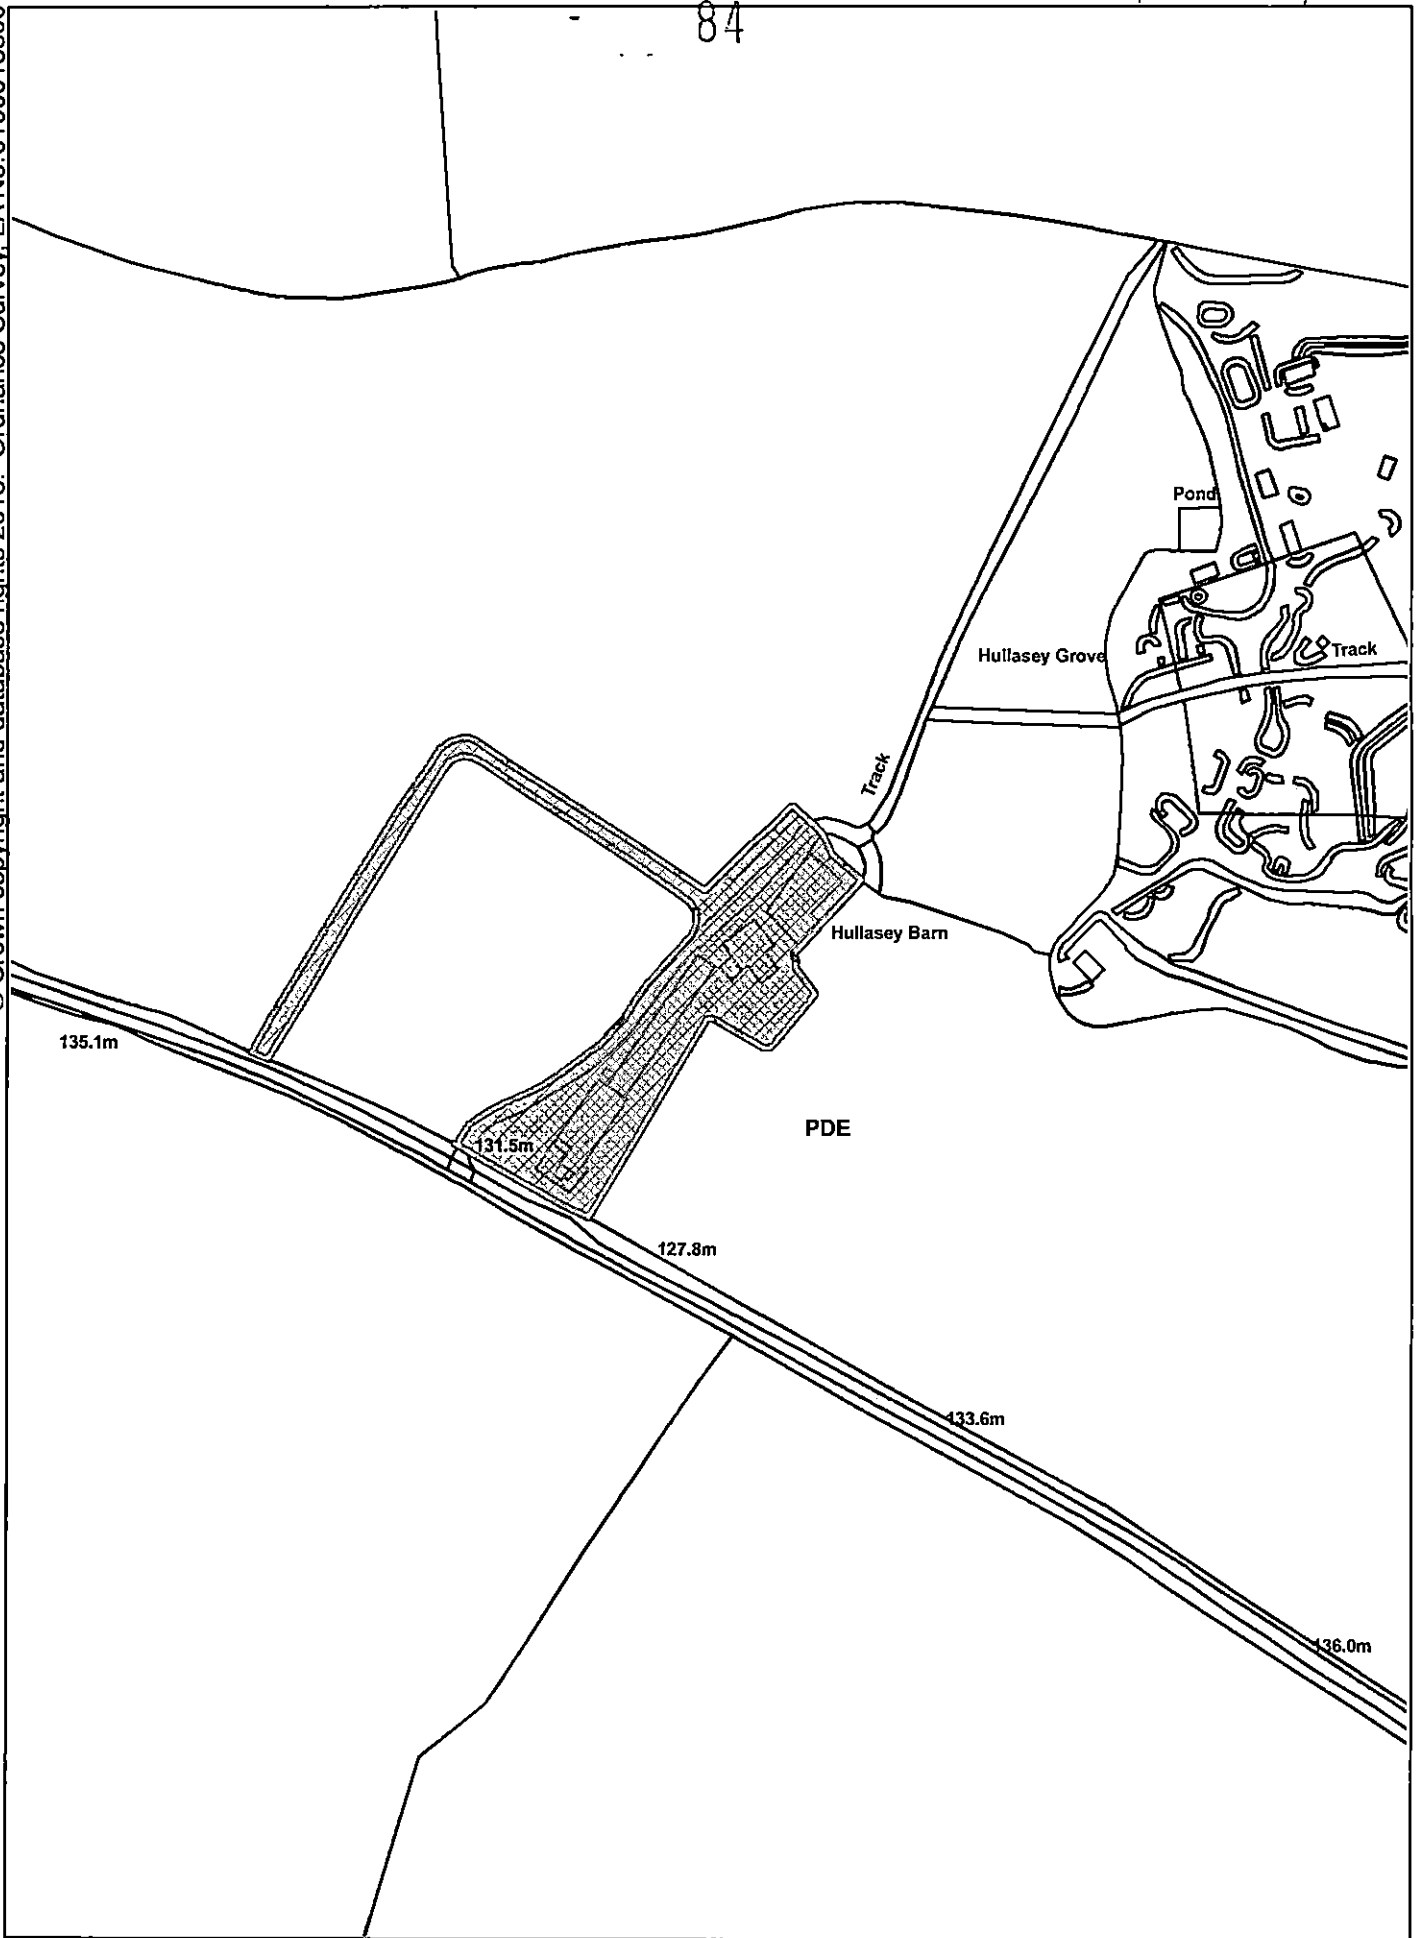 84
Pond
Hullasey Grove
Track
Track
Hullasey Barn
135.1m
131.5m
PDE
127.8m
133.6m
136.0m